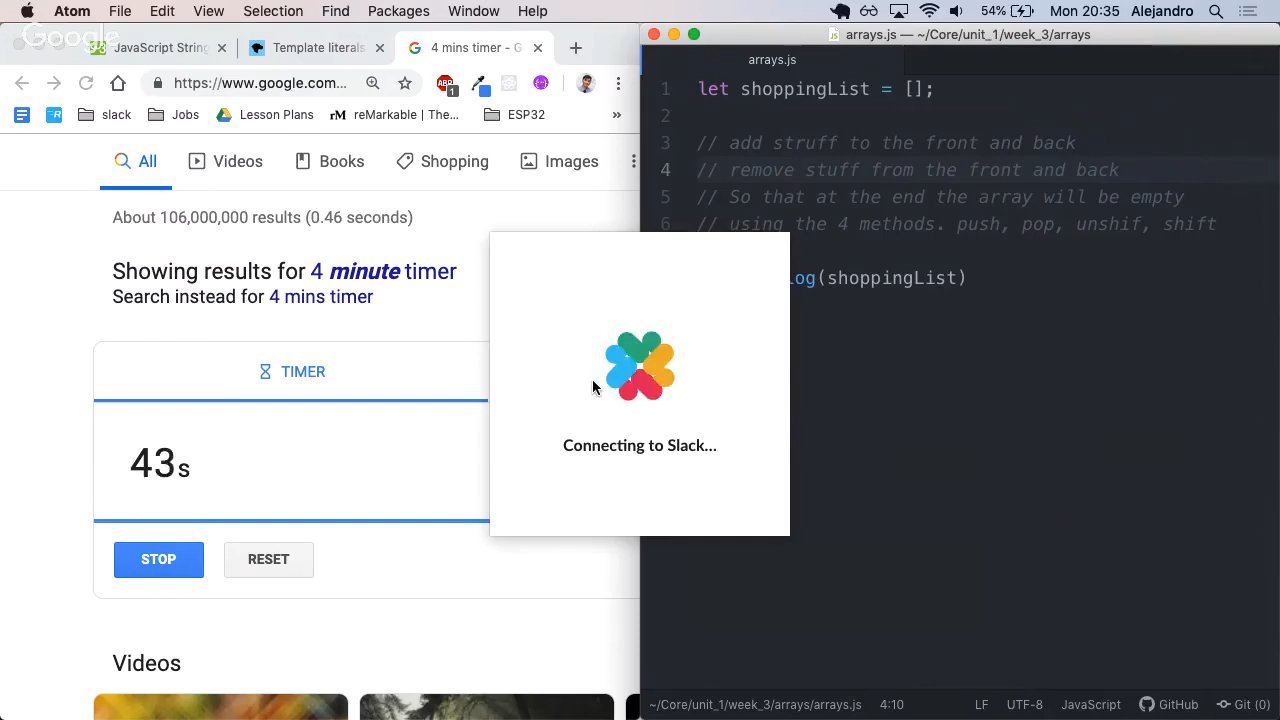 Atom File Edit View Selection Find Packages Window Help 54% Mon 20:35 Alejandro
Google
JavaScript String × Template literals × 4 mins timer - G ×
https://www.google.com... ABP 1
slack Jobs Lesson Plans rM reMarkable | The... ESP32 »
All Videos Books Shopping Images
About 106,000,000 results (0.46 seconds)
Showing results for 4 minute timer
Search instead for 4 mins timer
TIMER
43s
STOP RESET
Videos
Connecting to Slack...
arrays.js — ~/Core/unit_1/week_3/arrays
arrays.js
1 let shoppingList = [];
2
3 // add struff to the front and back
4 // remove stuff from the front and back
5 // So that at the end the array will be empty
6 // using the 4 methods. push, pop, unshif, shift
log(shoppingList)
~/Core/unit_1/week_3/arrays/arrays.js 4:10 LF UTF-8 JavaScript GitHub Git (0)